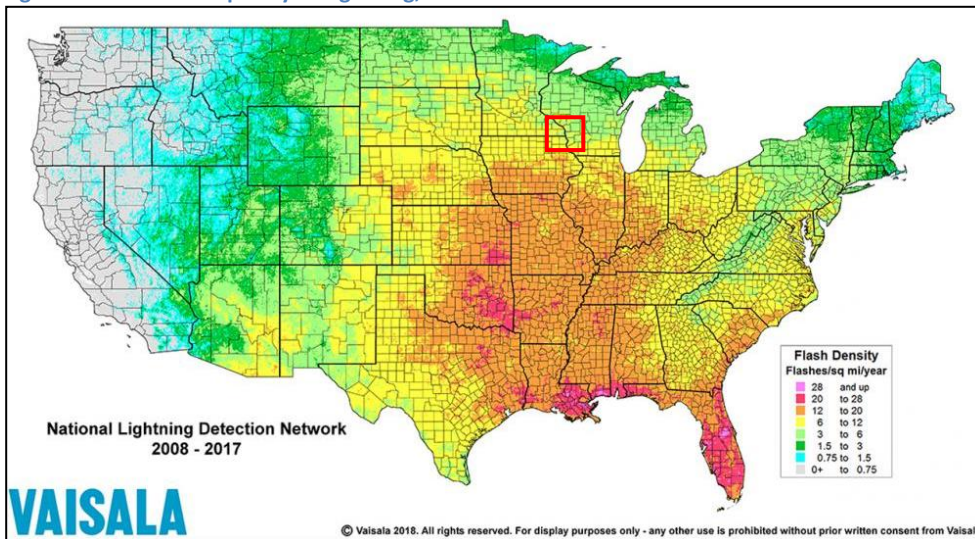 National Lightning Detection Network
2008 - 2017
Flash Density
Flashes/sq mi/year
28 and up
20 to 28
12 to 20
6 to 12
3 to 6
1.5 to 3
0.75 to 1.5
0+ to 0.75
VAISALA
© Vaisala 2018. All rights reserved. For display purposes only - any other use is prohibited without prior written consent from Vaisal